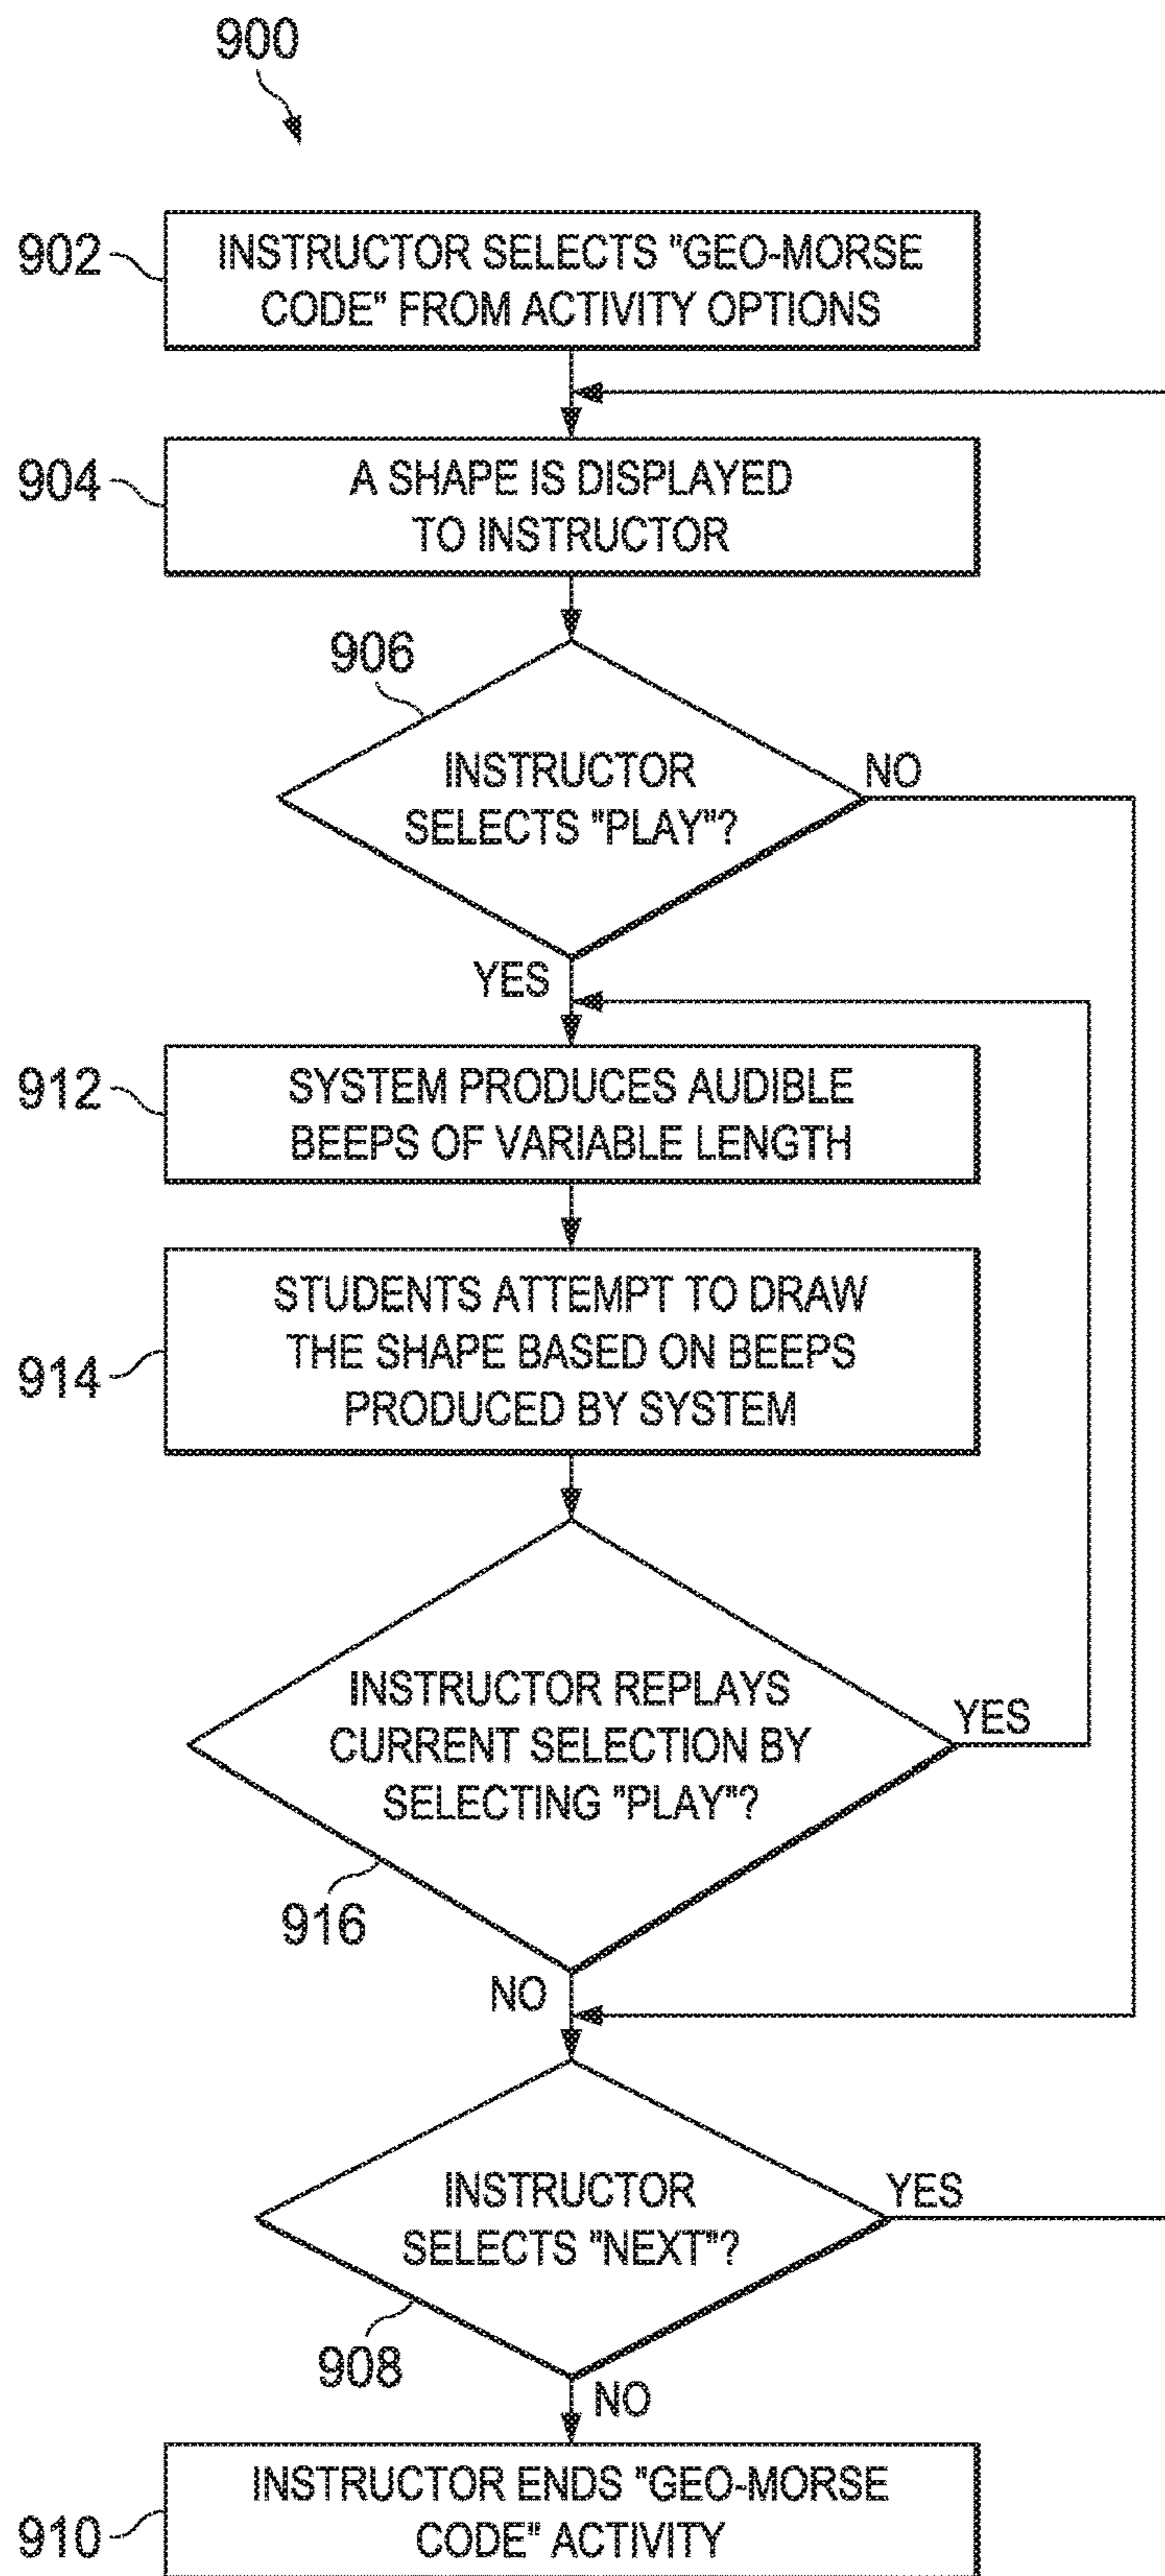 900
902
INSTRUCTOR SELECTS "GEO-MORSE
CODE" FROM ACTIVITY OPTIONS
904
A SHAPE IS DISPLAYED
TO INSTRUCTOR
906
INSTRUCTOR
SELECTS "PLAY"?
NO
YES
912
SYSTEM PRODUCES AUDIBLE
BEEPS OF VARIABLE LENGTH
914
STUDENTS ATTEMPT TO DRAW
THE SHAPE BASED ON BEEPS
PRODUCED BY SYSTEM
INSTRUCTOR REPLAYS
CURRENT SELECTION BY
SELECTING "PLAY"?
YES
916
NO
INSTRUCTOR
SELECTS "NEXT"?
YES
908
NO
910
INSTRUCTOR ENDS "GEO-MORSE
CODE" ACTIVITY